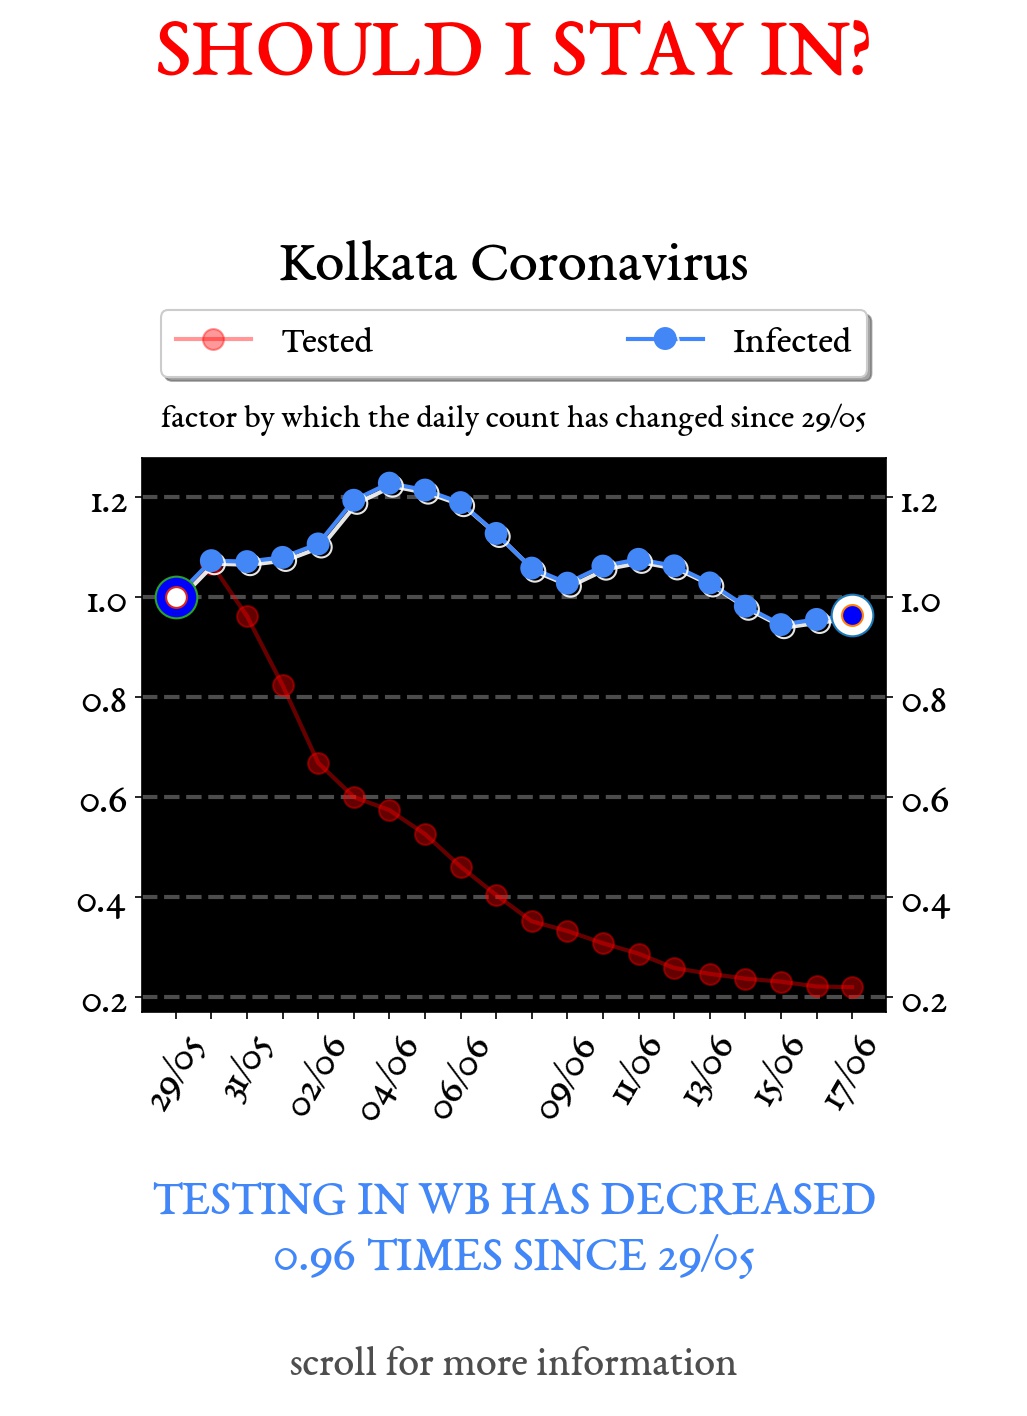 SHOULD I STAY IN?
Kolkata Coronavirus
Tested Infected
factor by which the daily count has changed since 29/05
1.2 1.2
1.0 1.0
0.8 0.8
0.6 0.6
0.4 0.4
0.2 0.2
29/05 31/05 02/06 04/06 06/06 09/06 11/06 13/06 15/06 17/06
TESTING IN WB HAS DECREASED
0.96 TIMES SINCE 29/05
scroll for more information